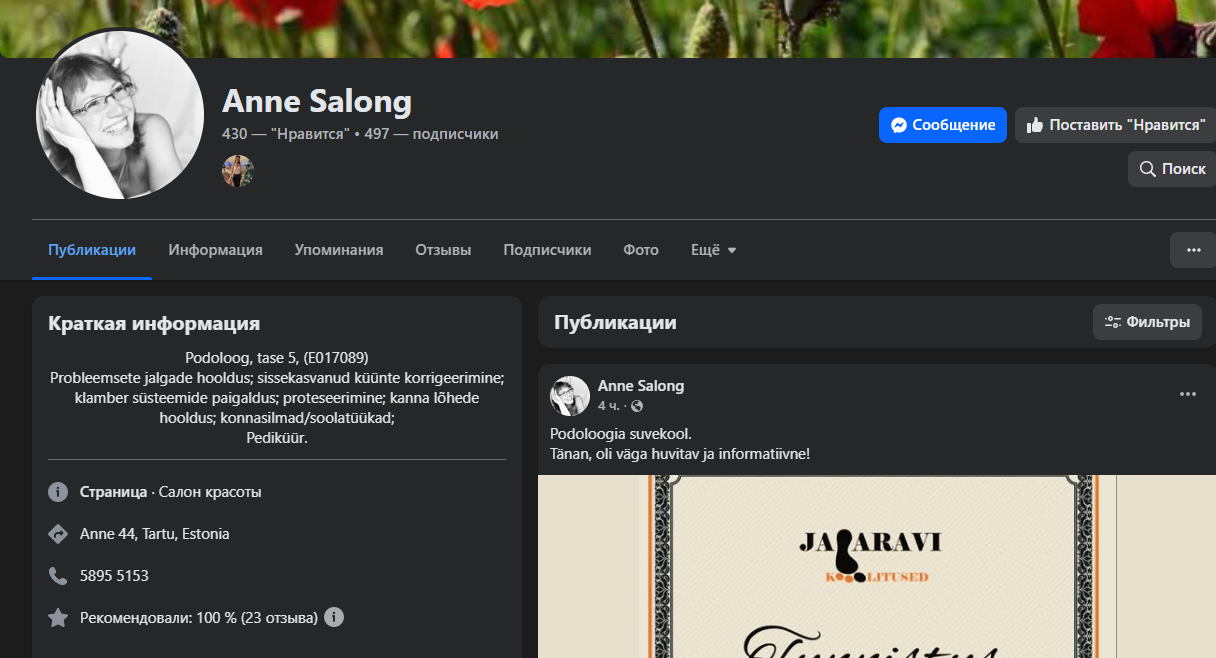 Anne Salong
430 — "Нравится" • 497 — подписчики
Сообщение
Поставить "Нравится"
Поиск
Публикации
Информация
Упоминания
Отзывы
Подписчики
Фото
Ещё
Краткая информация
Podoloog, tase 5, (E017089)
Probleemsete jalgade hooldus; sissekasvanud küünte korrigeerimine;
klamber süsteemide paigaldus; proteseerimine; kanna lõhede
hooldus; konnasilmad/soolatüükad;
Pediküür.
Страница · Салон красоты
Anne 44, Tartu, Estonia
5895 5153
Рекомендовали: 100 % (23 отзыва)
Публикации
Фильтры
Anne Salong
4 ч. ·
Podoloogia suvekool.
Tänan, oli väga huvitav ja informatiivne!
JALARAVI
KOOLITUSED
Tunnistus